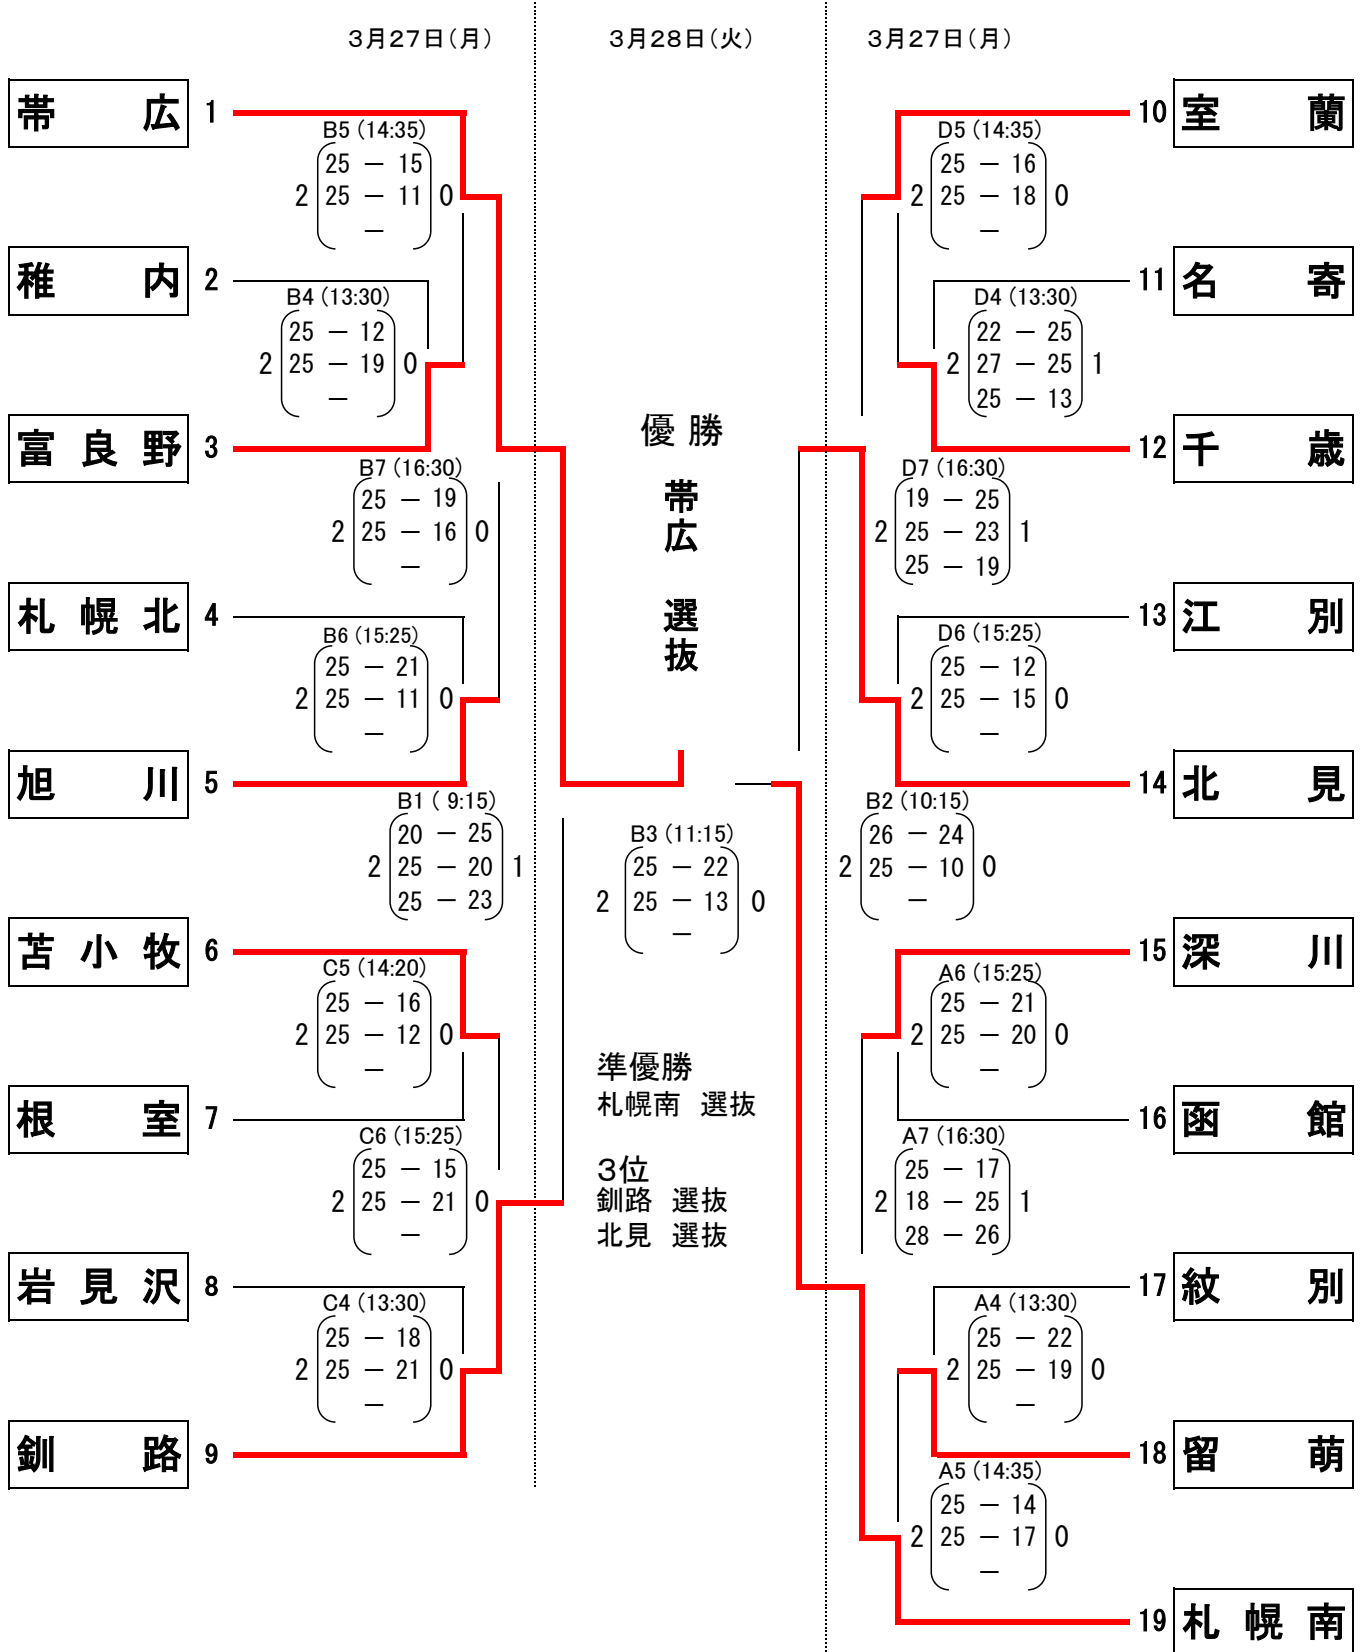 3月27日(月) 3月28日(火) 3月27日(月)
帯広 1
B5 (14:35)
25 － 15
2 25 － 11 0
－
稚内 2
B4 (13:30)
25 － 12
2 25 － 19 0
－
富良野 3
B7 (16:30)
25 － 19
2 25 － 16 0
－
札幌北 4
B6 (15:25)
25 － 21
2 25 － 11 0
－
旭川 5
B1 ( 9:15)
20 － 25
2 25 － 20 1
25 － 23
苫小牧 6
C5 (14:20)
25 － 16
2 25 － 12 0
－
根室 7
C6 (15:25)
25 － 15
2 25 － 21 0
－
岩見沢 8
C4 (13:30)
25 － 18
2 25 － 21 0
－
釧路 9
優勝
帯広 選抜
B3 (11:15)
25 － 22
2 25 － 13 0
－
準優勝
札幌南 選抜
3位
釧路 選抜
北見 選抜
10 室蘭
D5 (14:35)
25 － 16
2 25 － 18 0
－
11 名寄
D4 (13:30)
22 － 25
2 27 － 25 1
25 － 13
12 千歳
D7 (16:30)
19 － 25
2 25 － 23 1
25 － 19
13 江別
D6 (15:25)
25 － 12
2 25 － 15 0
－
14 北見
B2 (10:15)
26 － 24
2 25 － 10 0
－
15 深川
A6 (15:25)
25 － 21
2 25 － 20 0
－
16 函館
A7 (16:30)
25 － 17
2 18 － 25 1
28 － 26
17 紋別
A4 (13:30)
25 － 22
2 25 － 19 0
－
18 留萌
A5 (14:35)
25 － 14
2 25 － 17 0
－
19 札幌南